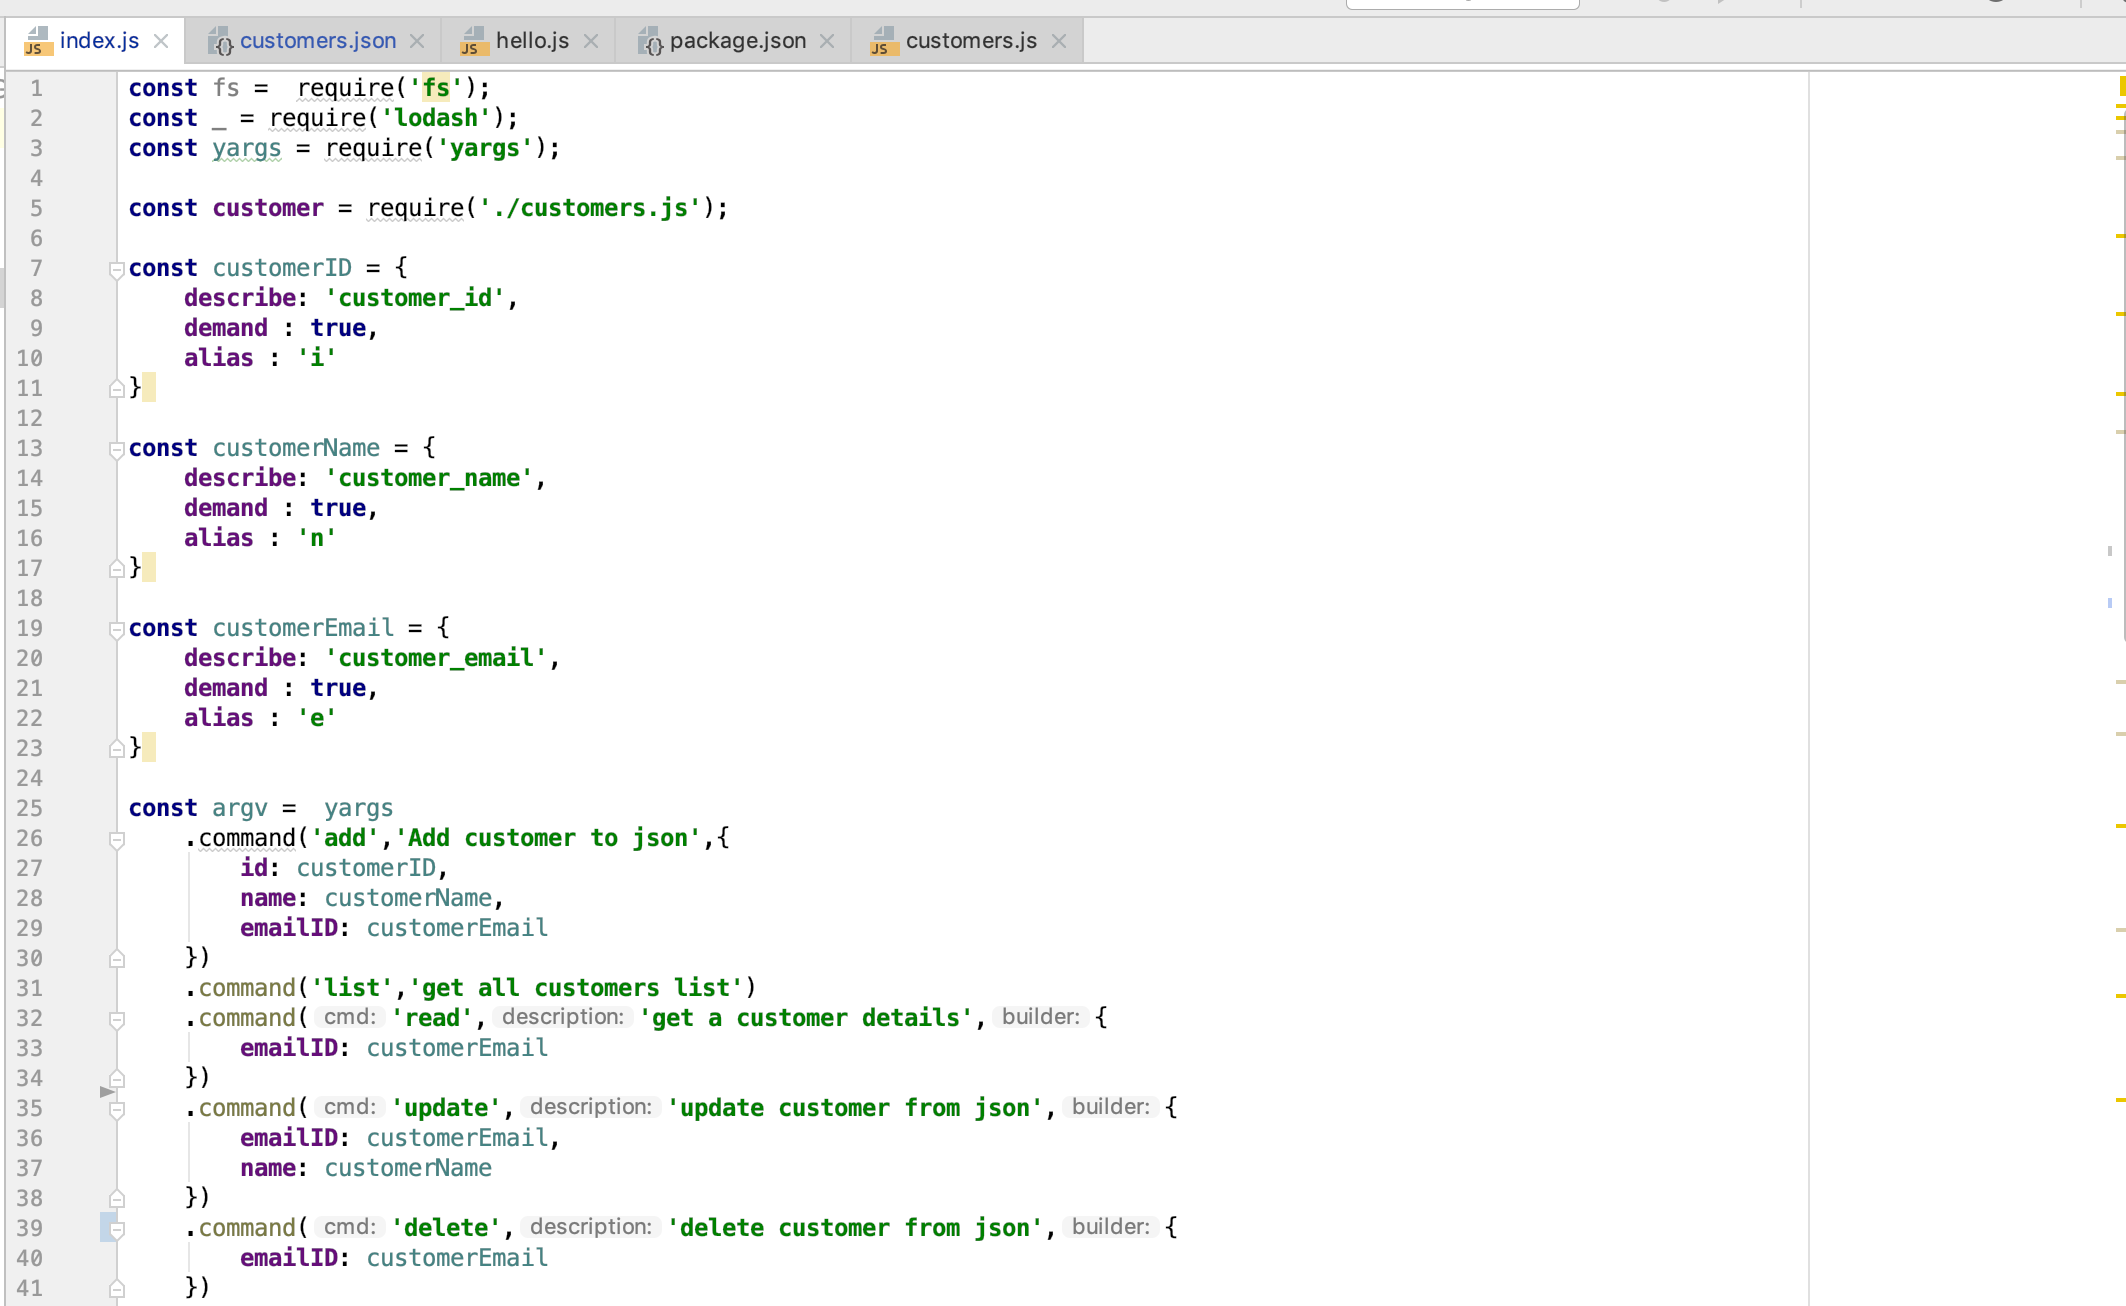 index.js customers.json hello.js package.json customers.js
1 const fs =  require('fs');
2 const _ = require('lodash');
3 const yargs = require('yargs');
4
5 const customer = require('./customers.js');
6
7 const customerID = {
8     describe: 'customer_id',
9     demand : true,
10     alias : 'i'
11 }
12
13 const customerName = {
14     describe: 'customer_name',
15     demand : true,
16     alias : 'n'
17 }
18
19 const customerEmail = {
20     describe: 'customer_email',
21     demand : true,
22     alias : 'e'
23 }
24
25 const argv =  yargs
26     .command('add','Add customer to json',{
27         id: customerID,
28         name: customerName,
29         emailID: customerEmail
30     })
31     .command('list','get all customers list')
32     .command( cmd: 'read', description: 'get a customer details', builder: {
33         emailID: customerEmail
34     })
35     .command( cmd: 'update', description: 'update customer from json', builder: {
36         emailID: customerEmail,
37         name: customerName
38     })
39     .command( cmd: 'delete', description: 'delete customer from json', builder: {
40         emailID: customerEmail
41     })